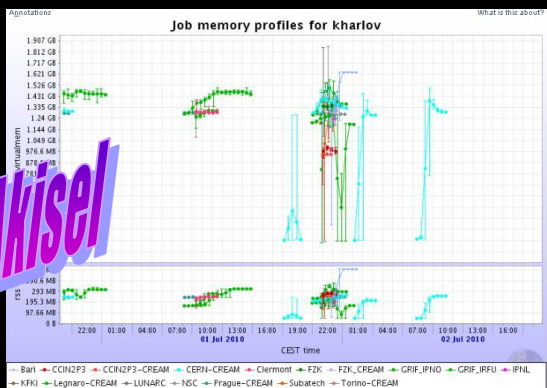 Annotations
What is this about?
Job memory profiles for kharlov
1.907 GB
1.812 GB
1.717 GB
1.621 GB
1.526 GB
1.431 GB
1.335 GB
1.24 GB
1.144 GB
1.049 GB
976.6 MB
virtualmem
293 MB
195.3 MB
97.66 MB
0 B
rss
22:00 01:00 04:00 07:00 10:00 13:00 16:00 19:00 22:00 01:00 04:00 07:00 10:00 13:00 16:00
01 Jul 2010
02 Jul 2010
CEST time
Bari CCIN2P3 CCIN2P3-CREAM CERN-CREAM Clermont FZK FZK_CREAM GRIF_IPNO GRIF_IRFU IPNL
KFKI Legnaro-CREAM LUNARC NSC Prague-CREAM Subatech Torino-CREAM